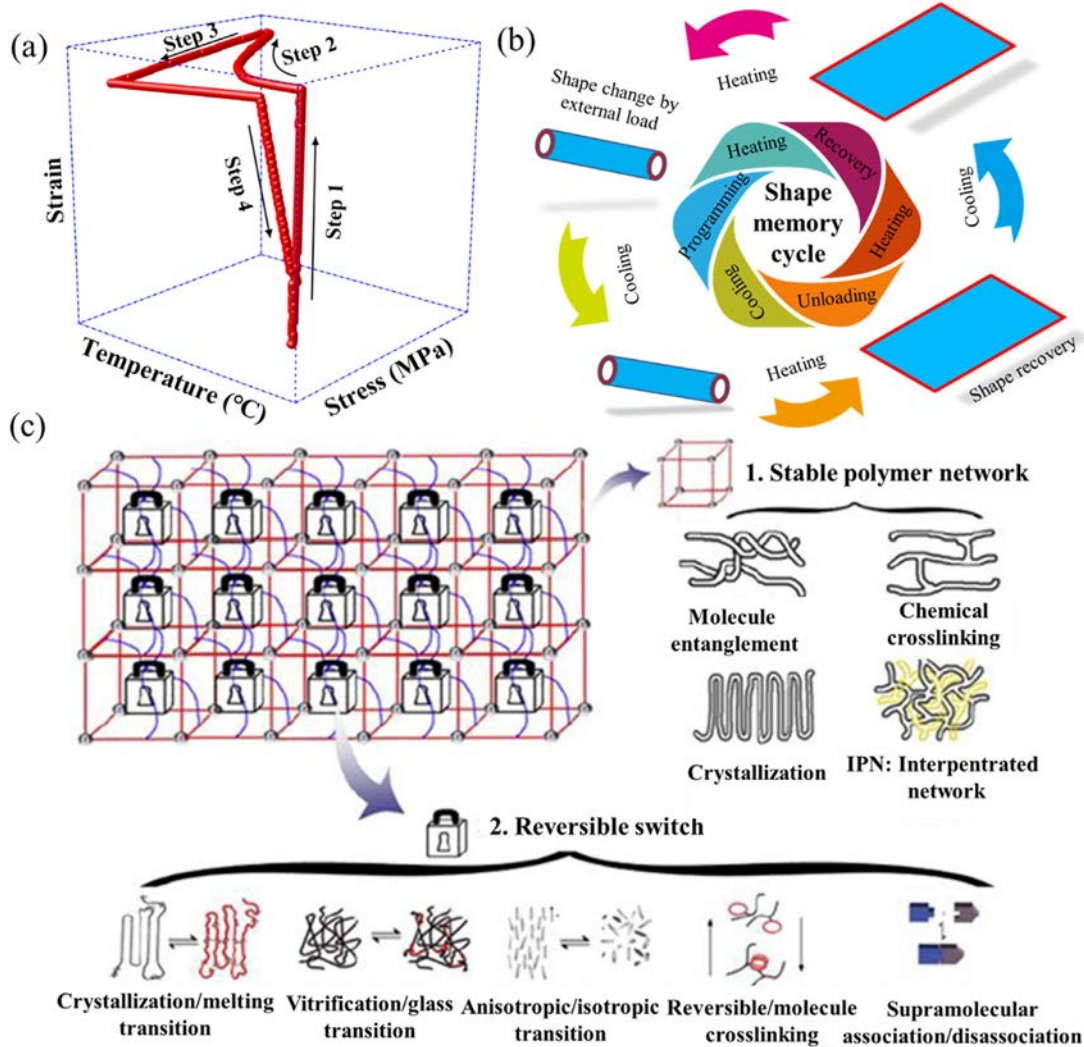 (a)
Step 3
Step 2
Step 4
Step 1
Strain
Temperature (°C)
Stress (MPa)
(b)
Heating
Shape change by
external load
Heating
Recovery
Programming
Shape
memory
cycle
Heating
Cooling
Unloading
Cooling
Cooling
Heating
Shape recovery
(c)
1. Stable polymer network
Molecule
entanglement
Chemical
crosslinking
Crystallization
IPN: Interpentrated
network
2. Reversible switch
Crystallization/melting
transition
Vitrification/glass
transition
Anisotropic/isotropic
transition
Reversible/molecule
crosslinking
Supramolecular
association/disassociation